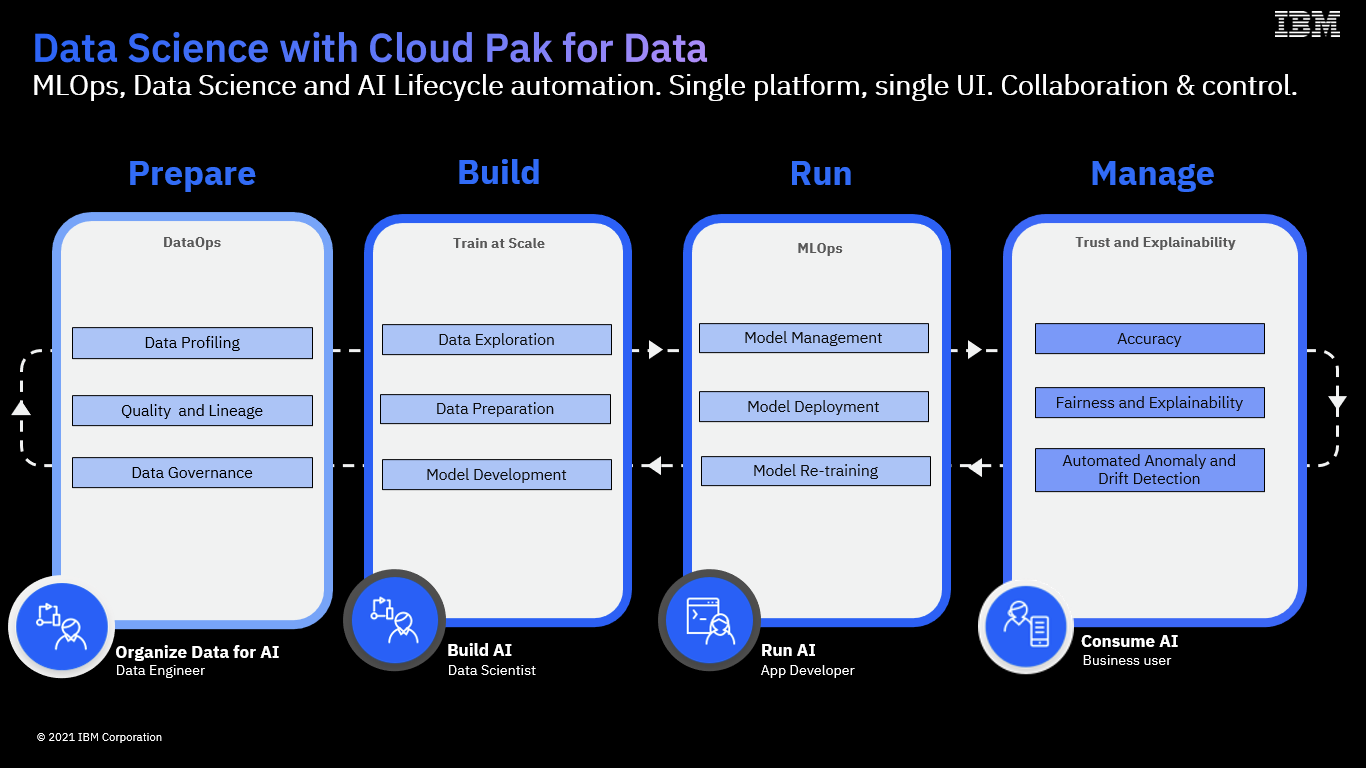 IBM
Data Science with Cloud Pak for Data
MLOps, Data Science and AI Lifecycle automation. Single platform, single UI. Collaboration & control.
Prepare
DataOps
Data Profiling
Quality  and Lineage
Data Governance
Organize Data for AI
Data Engineer
Build
Train at Scale
Data Exploration
Data Preparation
Model Development
Build AI
Data Scientist
Run
MLOps
Model Management
Model Deployment
Model Re-training
Run AI
App Developer
Manage
Trust and Explainability
Accuracy
Fairness and Explainability
Automated Anomaly and
Drift Detection
Consume AI
Business user
© 2021 IBM Corporation